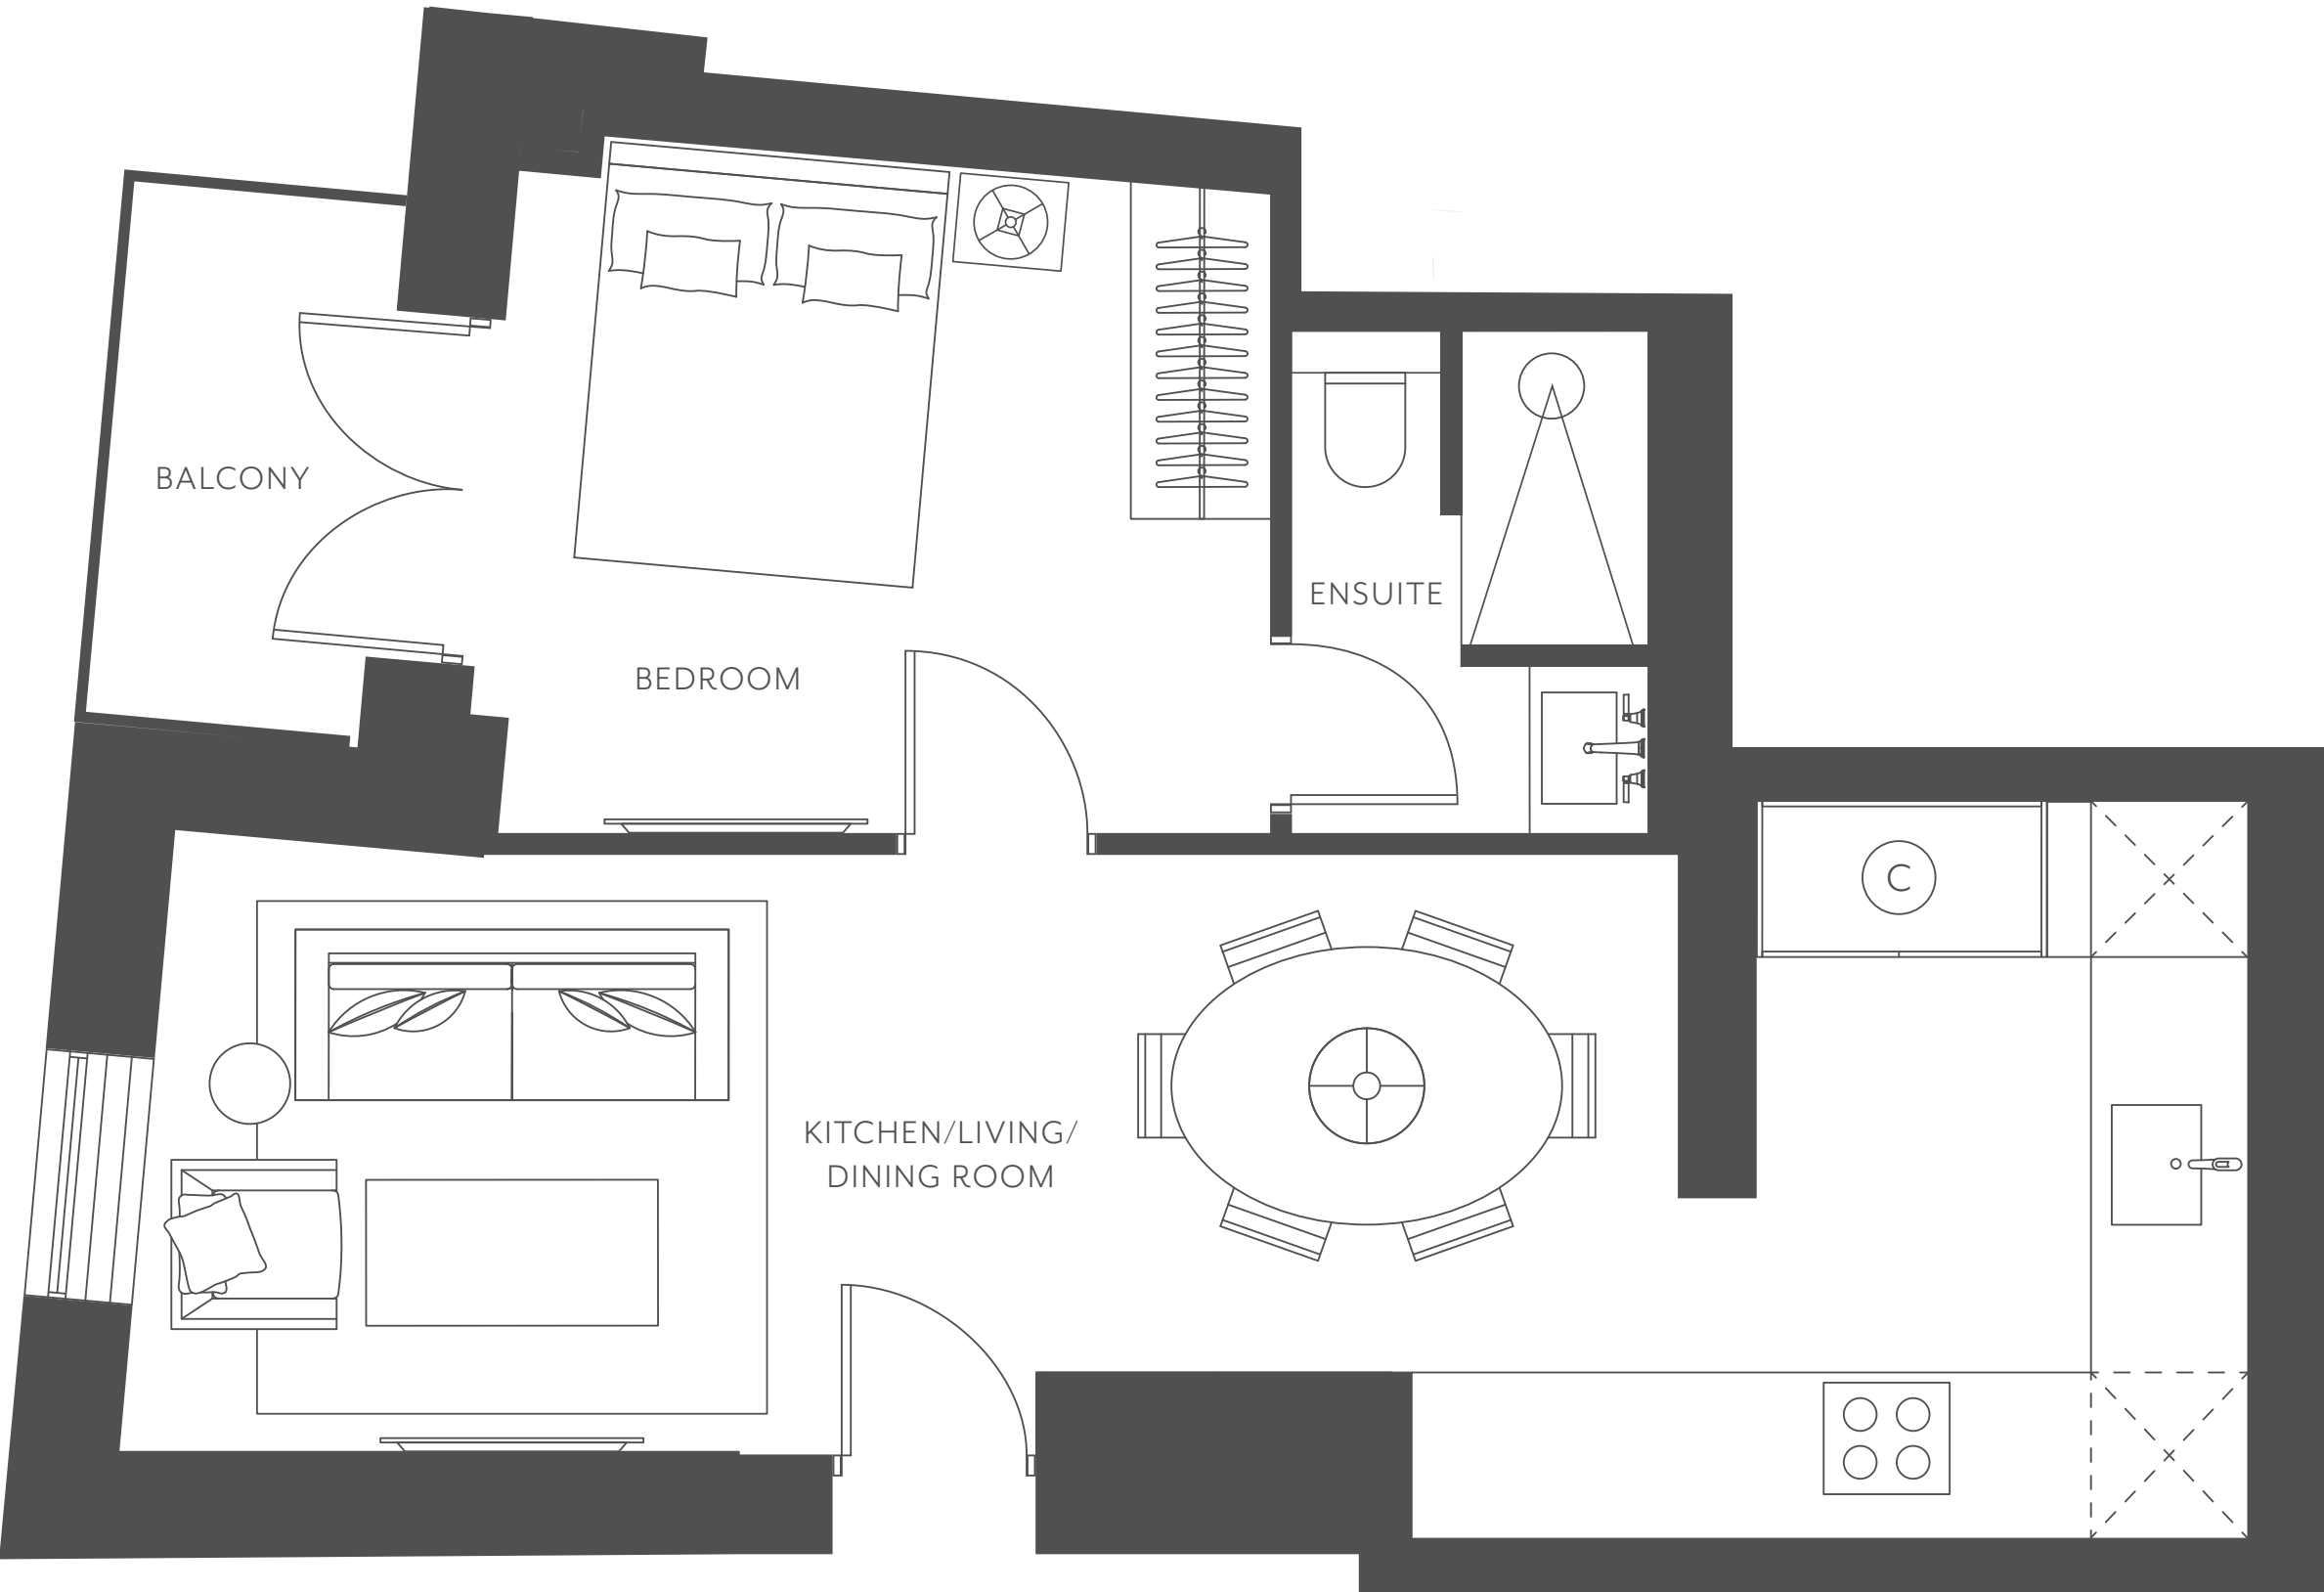 BALCONY
ENSUITE
BEDROOM
C
KITCHEN/LIVING/
DINING ROOM